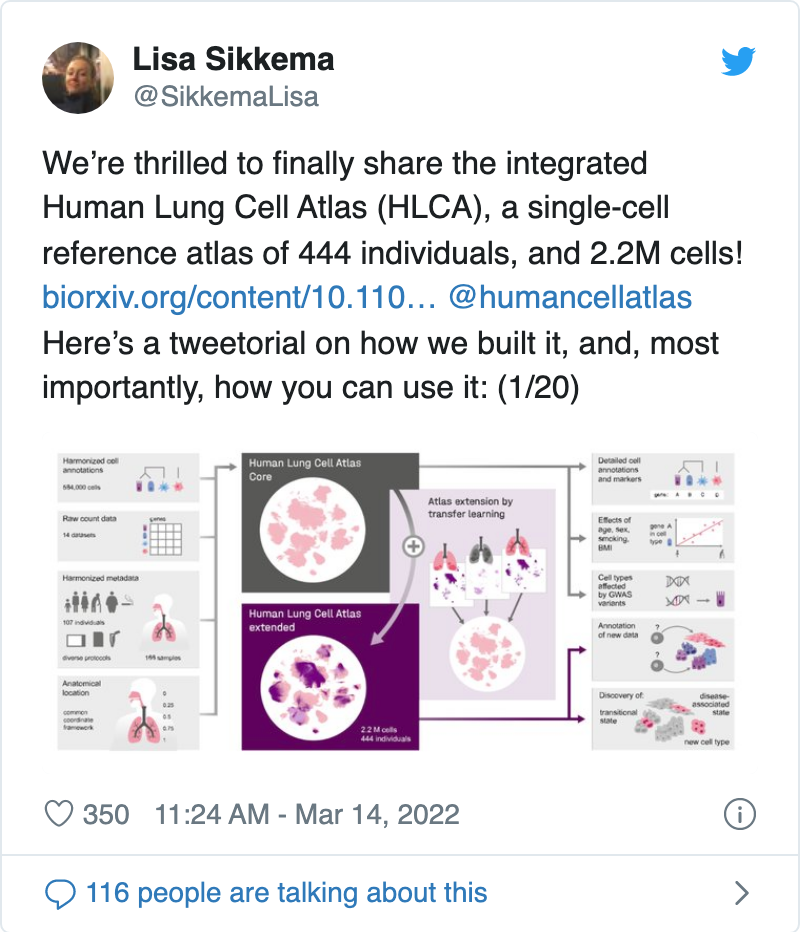 Lisa Sikkema
@SikkemaLisa
We’re thrilled to finally share the integrated
Human Lung Cell Atlas (HLCA), a single-cell
reference atlas of 444 individuals, and 2.2M cells!
biorxiv.org/content/10.110… @humancellatlas
Here’s a tweetorial on how we built it, and, most
importantly, how you can use it: (1/20)
Harmonized cell
annotations
584,000 cells
Raw count data
14 datasets
genes
Harmonized metadata
107 individuals
diverse protocols
166 samples
Anatomical
location
common
coordinate
framework
0
0.25
0.5
0.75
1
Human Lung Cell Atlas
Core
Human Lung Cell Atlas
extended
2.2 M cells
444 individuals
+
Atlas extension by
transfer learning
Detailed cell
annotations
and markers
gene: A B C D
Effects of
age, sex,
smoking,
BMI
gene A
in cell
type
Cell types
affected
by GWAS
variants
Annotation
of new data
?
?
Discovery of:
transitional
state
disease-
associated
state
new cell type
350 11:24 AM - Mar 14, 2022
116 people are talking about this